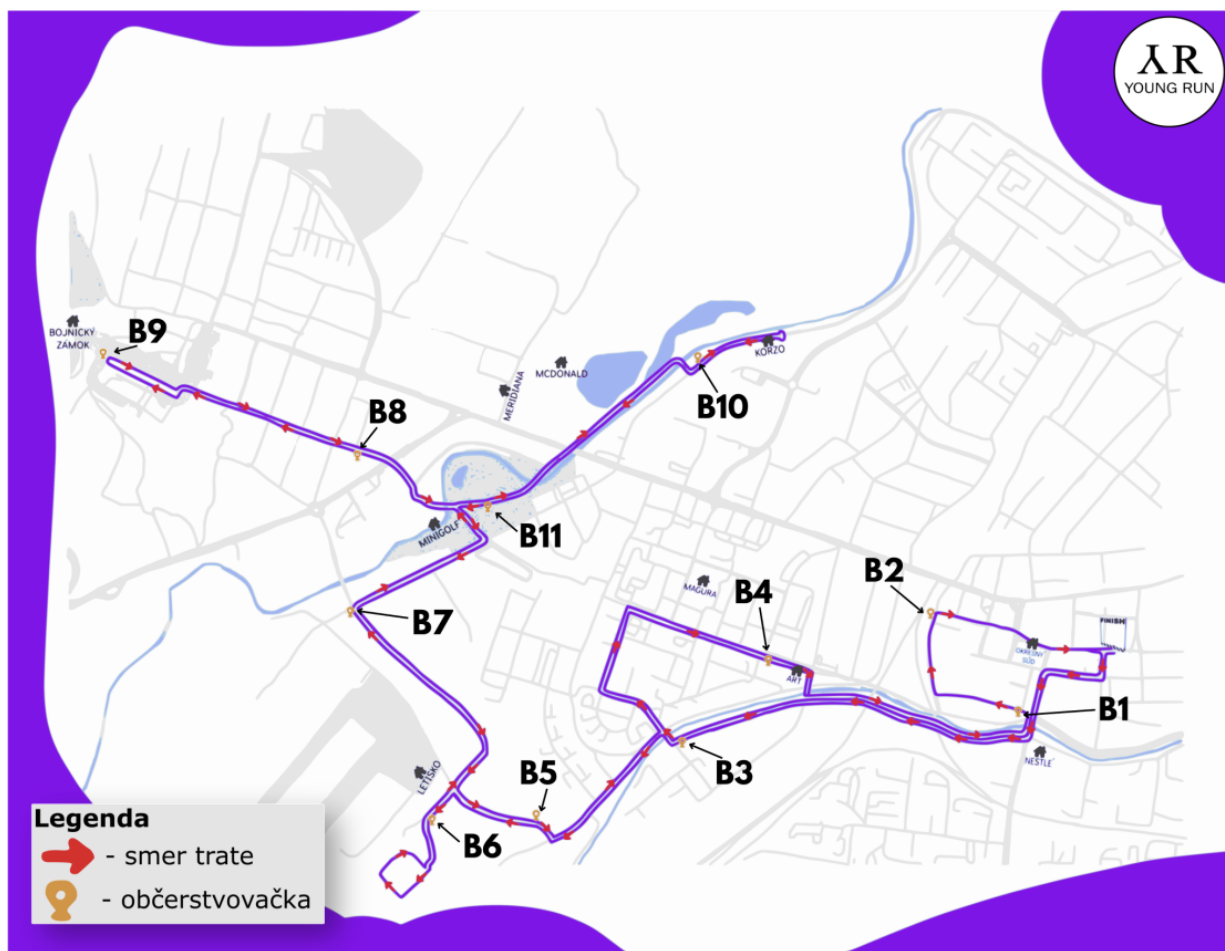 YR
YOUNG RUN
BOJNICKÝ
ZÁMOK
B9
B8
MERIDIANA
MCDONALD
KORZO
B10
MINIGOLF
B11
B7
MAGURA
B4
ART
B2
FINISH
OKRESNÝ
SÚD
B1
NESTLÉ
B3
B5
LETISKO
B6
Legenda
- smer trate
- občerstvovačka